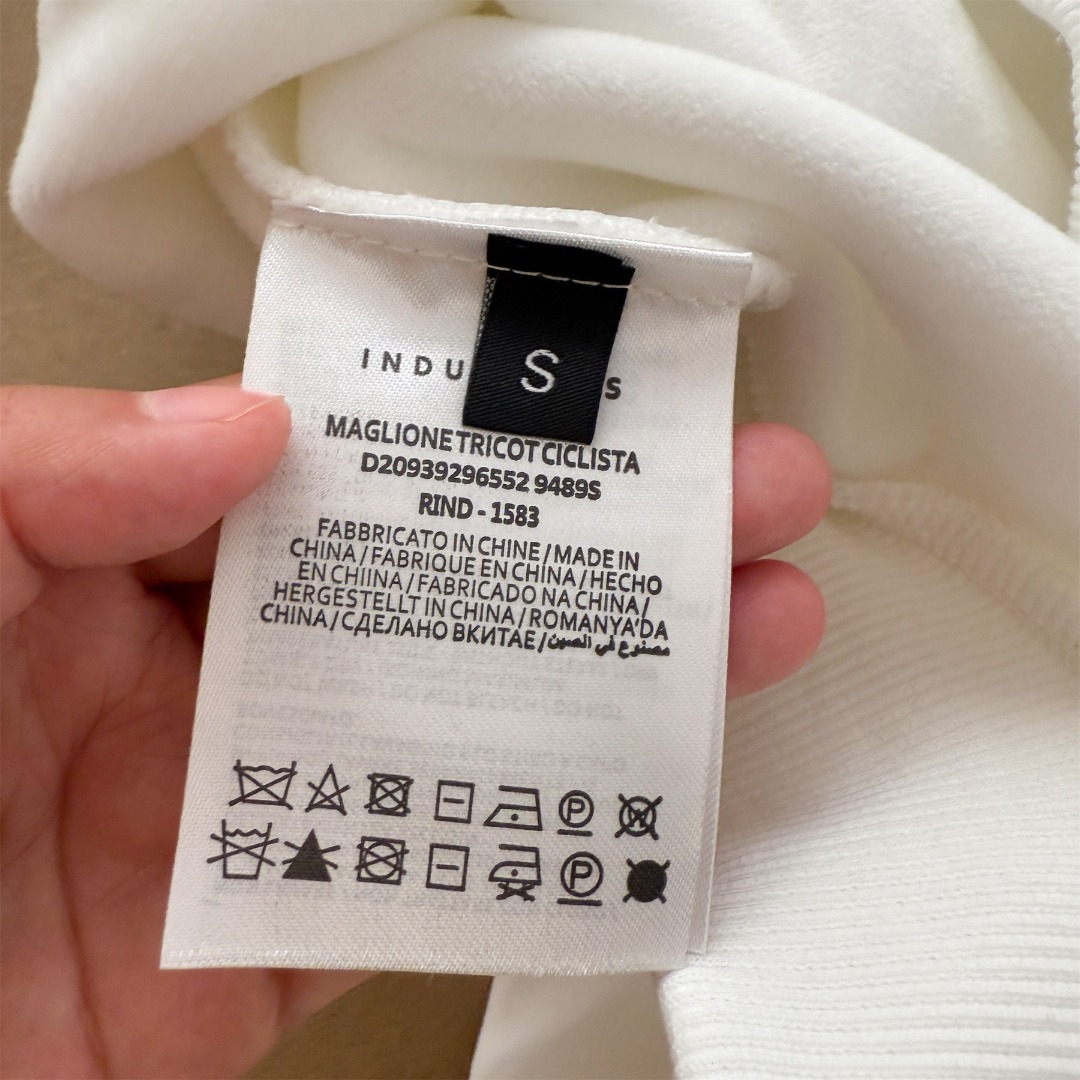 INDU S
S
MAGLIONE TRICOT CICLISTA
D20939296552 9489S
RIND - 1583
FABBRICATO IN CHINE / MADE IN
CHINA / FABRIQUE EN CHINA / HECHO
EN CHIINA / FABRICADO NA CHINA /
HERGESTELLT IN CHINA / ROMANYA'DA
CHINA / СДЕЛАНО ВКИТАЕ / مصنوع في الصين
P
W P